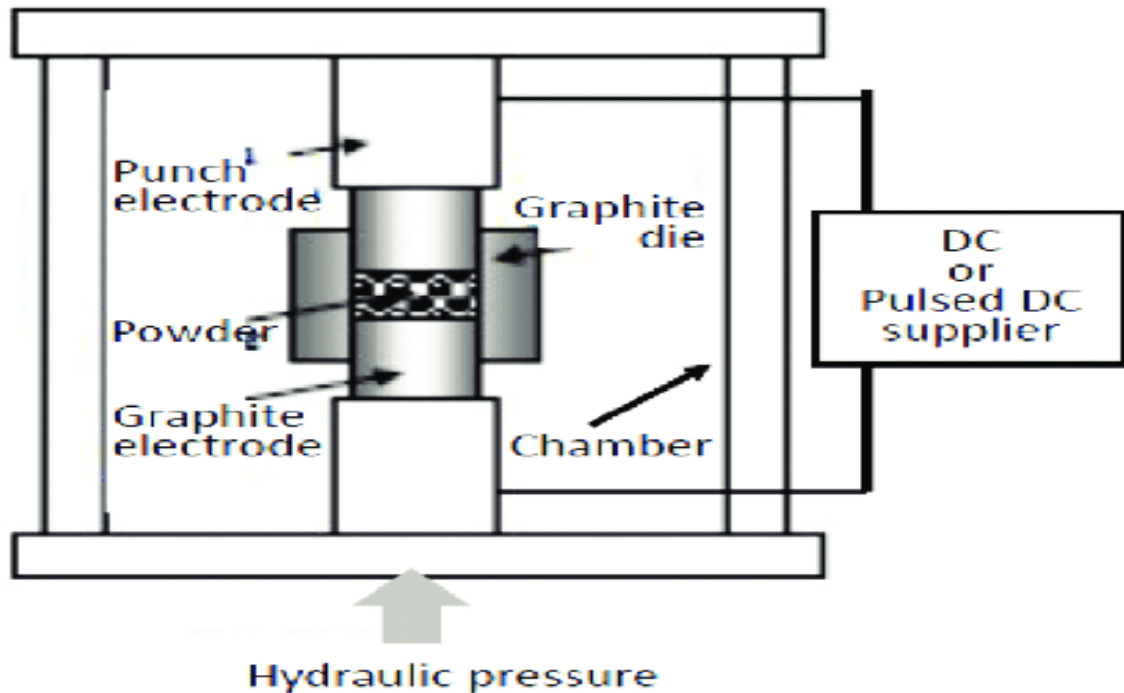 Punch
electrode
Graphite
die
DC
or
Pulsed DC
supplier
Powder
Graphite
electrode
Chamber
Hydraulic pressure